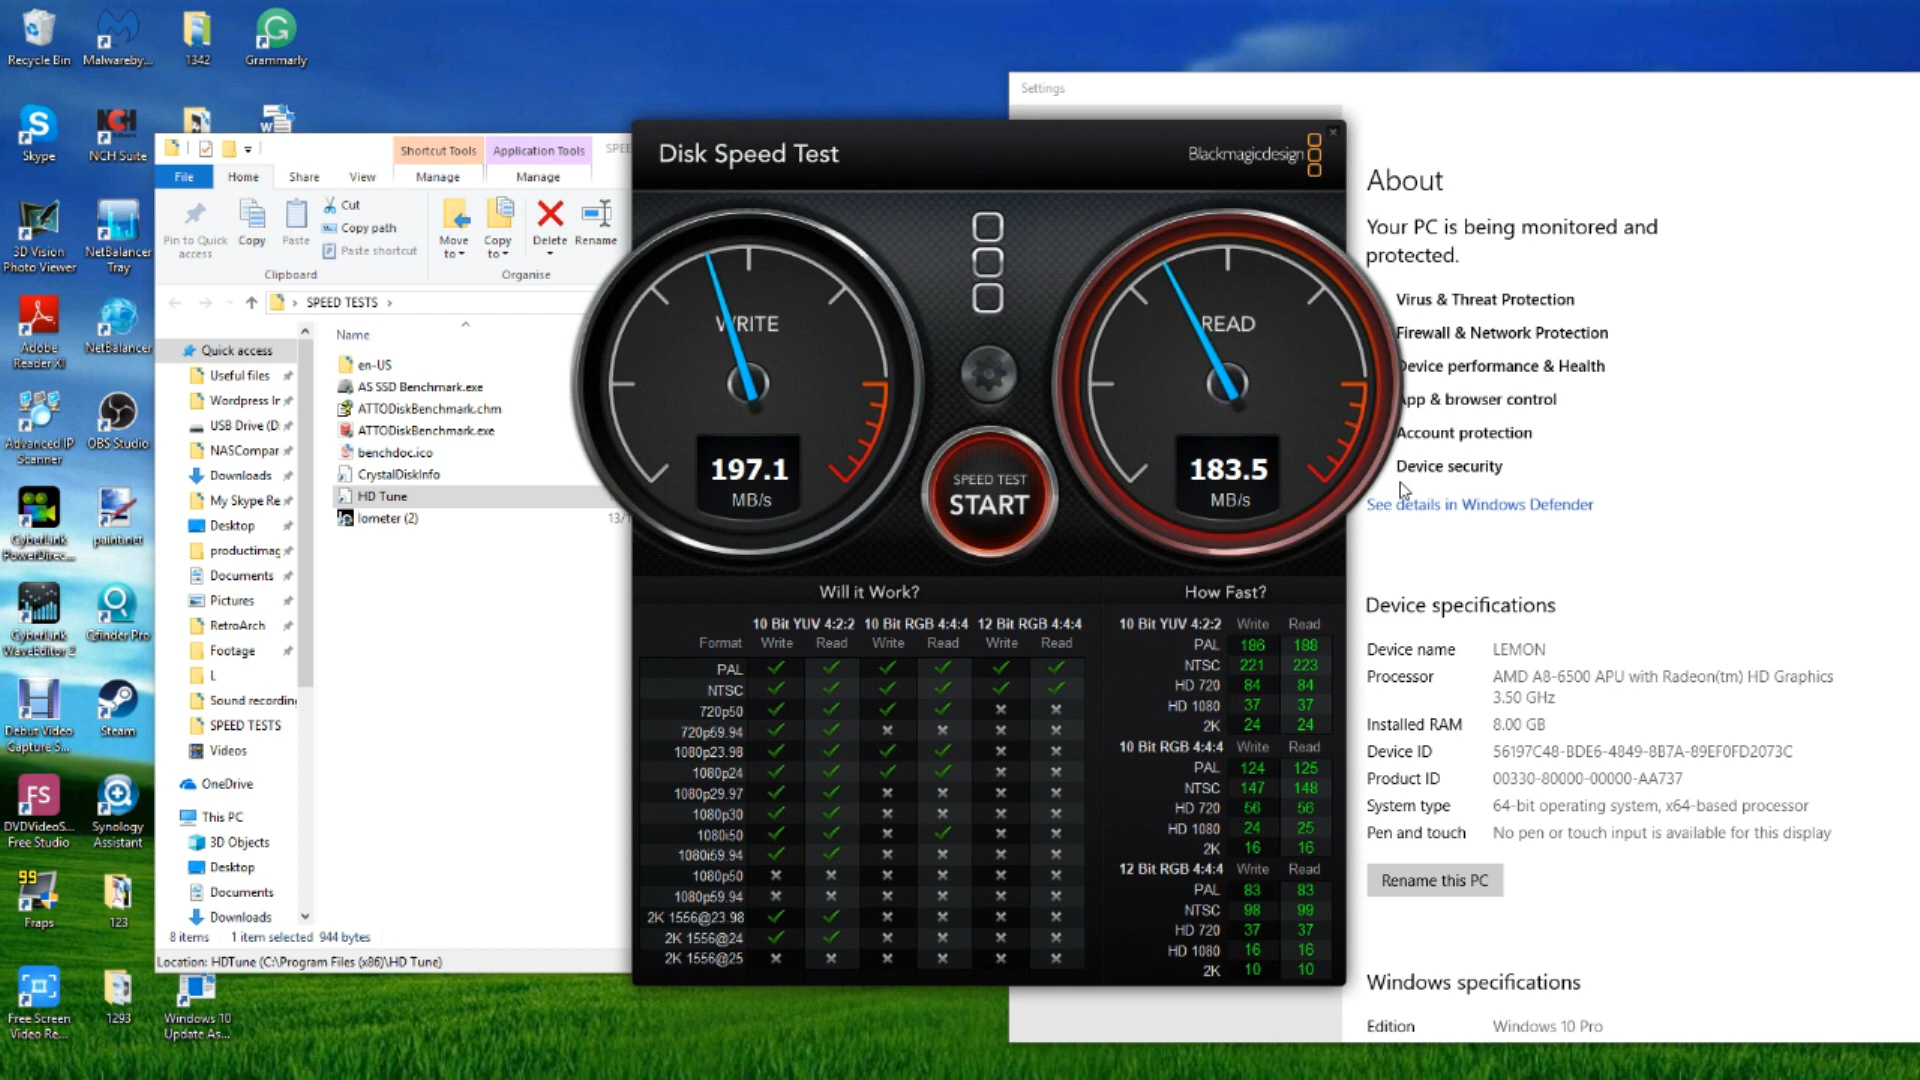 Recycle Bin
Malwareby...
1342
Grammarly
Skype
NCH Suite
3D Vision Photo Viewer
NetBalancer Tray
Adobe Reader XI
NetBalancer
Advanced IP Scanner
OBS Studio
CyberLink PowerDirec...
paint.net
CyberLink WaveEditor 2
Qfinder Pro
Debut Video Capture S...
Steam
DVDVideoS... Free Studio
Synology Assistant
99
Fraps
123
Free Screen Video Re...
1293
Windows 10 Update As...
Shortcut Tools
Application Tools
SPEE
File
Home
Share
View
Manage
Manage
Pin to Quick access
Copy
Paste
Cut
Copy path
Paste shortcut
Clipboard
Move to
Copy to
Delete
Rename
Organise
SPEED TESTS
Name
Quick access
Useful files
Wordpress Ir
USB Drive (D:
NASCompar
Downloads
My Skype Re
Desktop
productimag
Documents
Pictures
RetroArch
Footage
L
Sound recording
SPEED TESTS
Videos
OneDrive
This PC
3D Objects
Desktop
Documents
Downloads
en-US
AS SSD Benchmark.exe
ATTODiskBenchmark.chm
ATTODiskBenchmark.exe
benchdoc.ico
CrystalDiskInfo
HD Tune
Iometer (2)
13/1
8 items 1 item selected 944 bytes
Location: HDTune (C:\Program Files (x86)\HD Tune)
Disk Speed Test
Blackmagicdesign
WRITE
197.1
MB/s
SPEED TEST
START
READ
183.5
MB/s
Will it Work?
10 Bit YUV 4:2:2 10 Bit RGB 4:4:4 12 Bit RGB 4:4:4
Format Write Read Write Read Write Read
PAL
NTSC
720p50
720p59.94
1080p23.98
1080p24
1080p29.97
1080p30
1080i50
1080i59.94
1080p50
1080p59.94
2K 1556@23.98
2K 1556@24
2K 1556@25
How Fast?
10 Bit YUV 4:2:2 Write Read
PAL 186 188
NTSC 221 223
HD 720 84 84
HD 1080 37 37
2K 24 24
10 Bit RGB 4:4:4 Write Read
PAL 124 125
NTSC 147 148
HD 720 56 56
HD 1080 24 25
2K 16 16
12 Bit RGB 4:4:4 Write Read
PAL 83 83
NTSC 98 99
HD 720 37 37
HD 1080 16 16
2K 10 10
Settings
About
Your PC is being monitored and
protected.
Virus & Threat Protection
Firewall & Network Protection
Device performance & Health
App & browser control
Account protection
Device security
See details in Windows Defender
Device specifications
Device name LEMON
Processor AMD A8-6500 APU with Radeon(tm) HD Graphics
3.50 GHz
Installed RAM 8.00 GB
Device ID 56197C48-BDE6-4849-8B7A-89EF0FD2073C
Product ID 00330-80000-00000-AA737
System type 64-bit operating system, x64-based processor
Pen and touch No pen or touch input is available for this display
Rename this PC
Windows specifications
Edition Windows 10 Pro